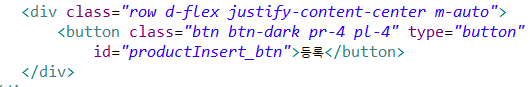 <div class="row d-flex justify-content-center m-auto">
<button class="btn btn-dark pr-4 pl-4" type="button"
id="productInsert_btn">등록</button>
</div>